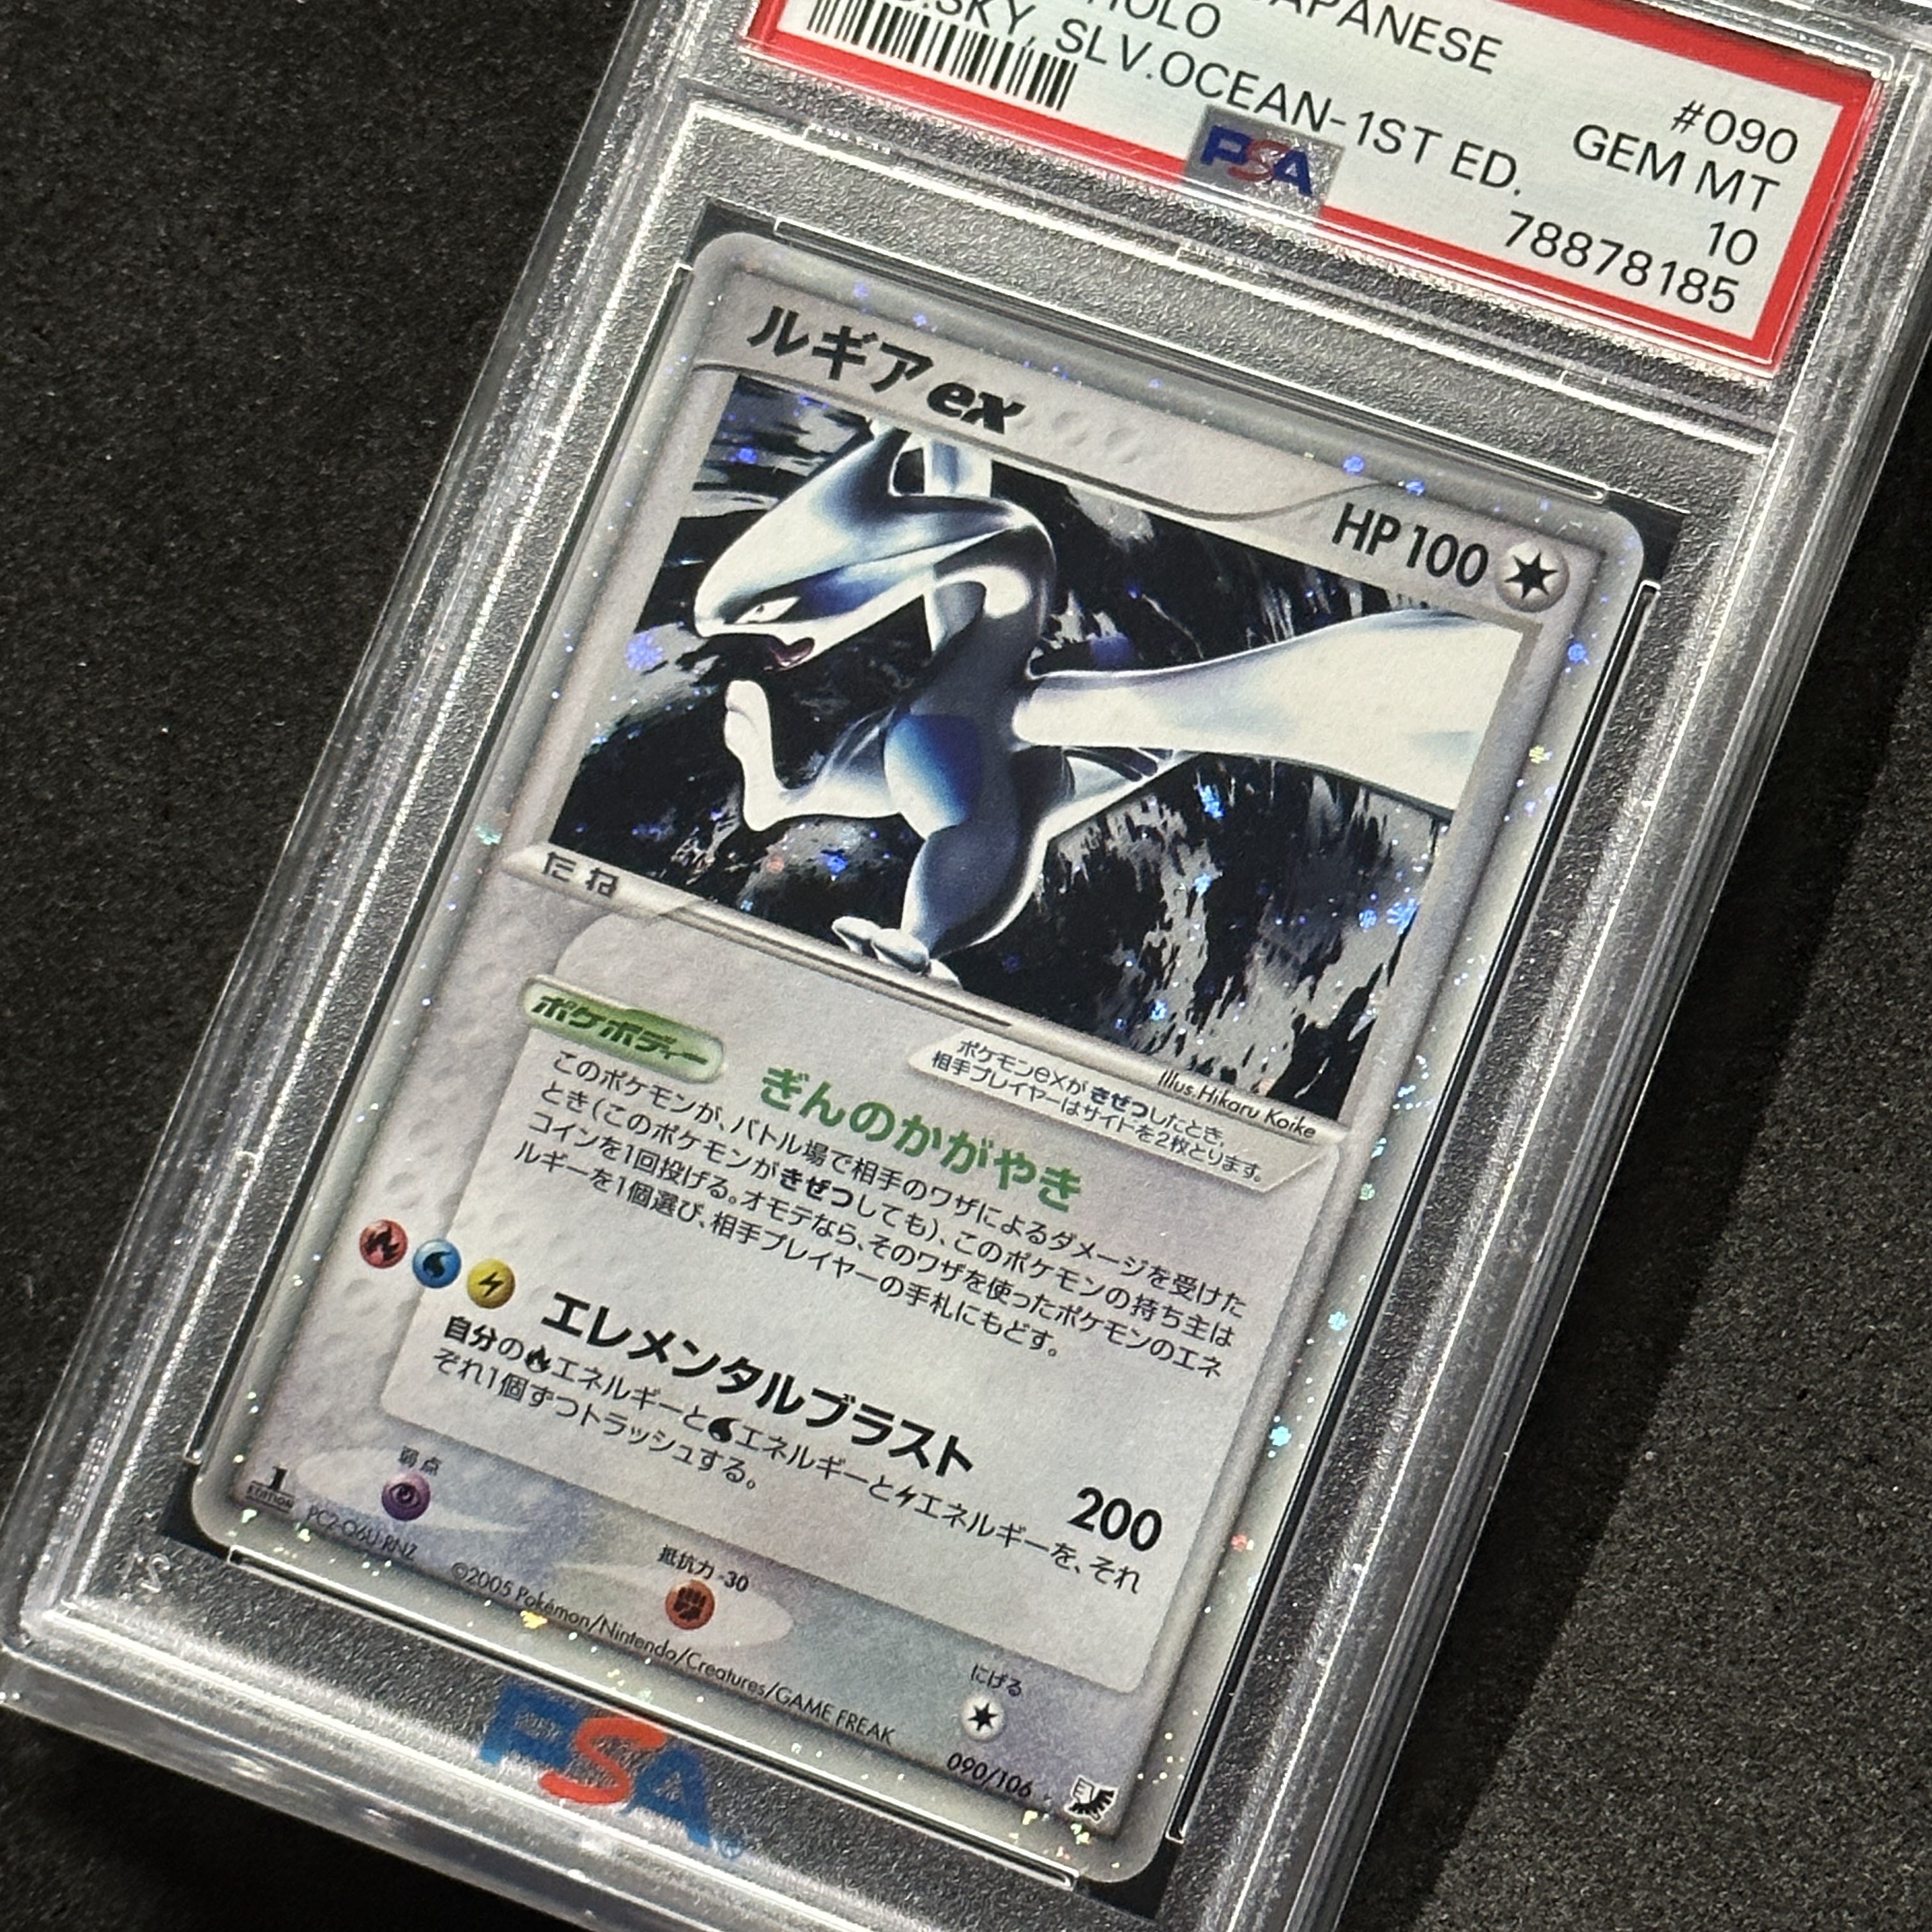 JAPANESE
HOLO
#090
.SKY, SLV.OCEAN-1ST ED.
GEM MT
10
PSA
78878185
ルギアex
HP100
たね
Illus.Hikaru Koike
ポケモンexがきぜつしたとき、
相手プレイヤーはサイドを2枚とります。
ポケボディー
ぎんのかがやき
このポケモンが、バトル場で相手のワザによるダメージを受けた
とき(このポケモンがきぜつしても)、このポケモンの持ち主は
コインを1回投げる。オモテなら、そのワザを使ったポケモンのエネ
ルギーを1個選び、相手プレイヤーの手札にもどす。
エレメンタルブラスト
200
自分のエネルギーとエネルギーとエネルギーを、それ
ぞれ1個ずつトラッシュする。
弱点
抵抗力 -30
にげる
1
EDITION
PC2-O6U-RNZ
©2005 Pokémon/Nintendo/Creatures/GAME FREAK
090/106
PSA